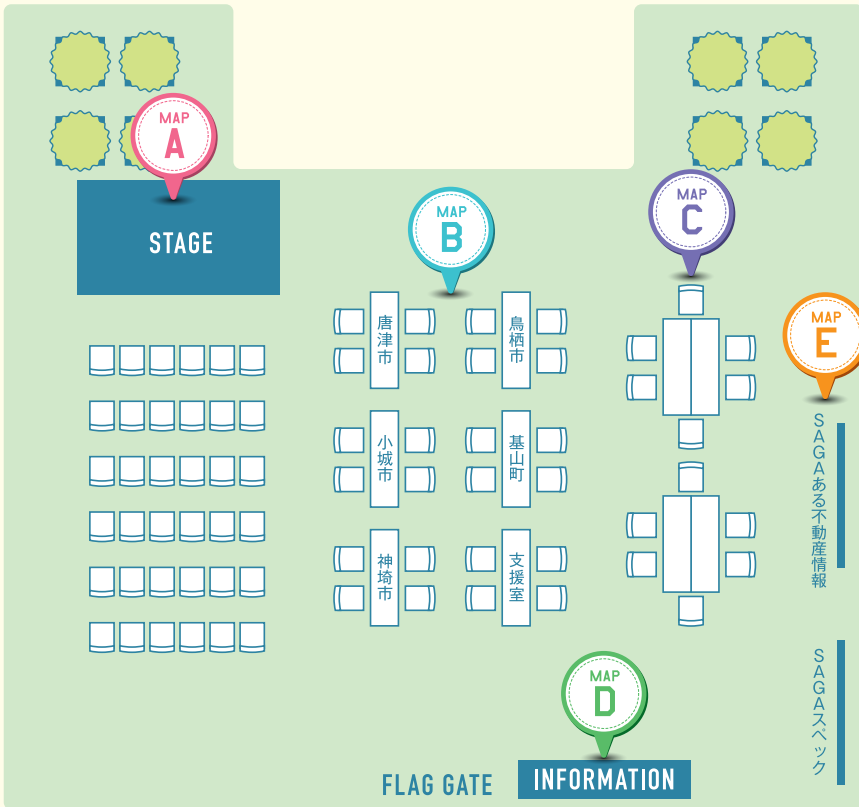 MAP
A
STAGE
MAP
B
MAP
C
MAP
E
唐津市
鳥栖市
小城市
基山町
神埼市
支援室
SAGAある不動産情報
SAGAスペック
MAP
D
FLAG GATE
INFORMATION